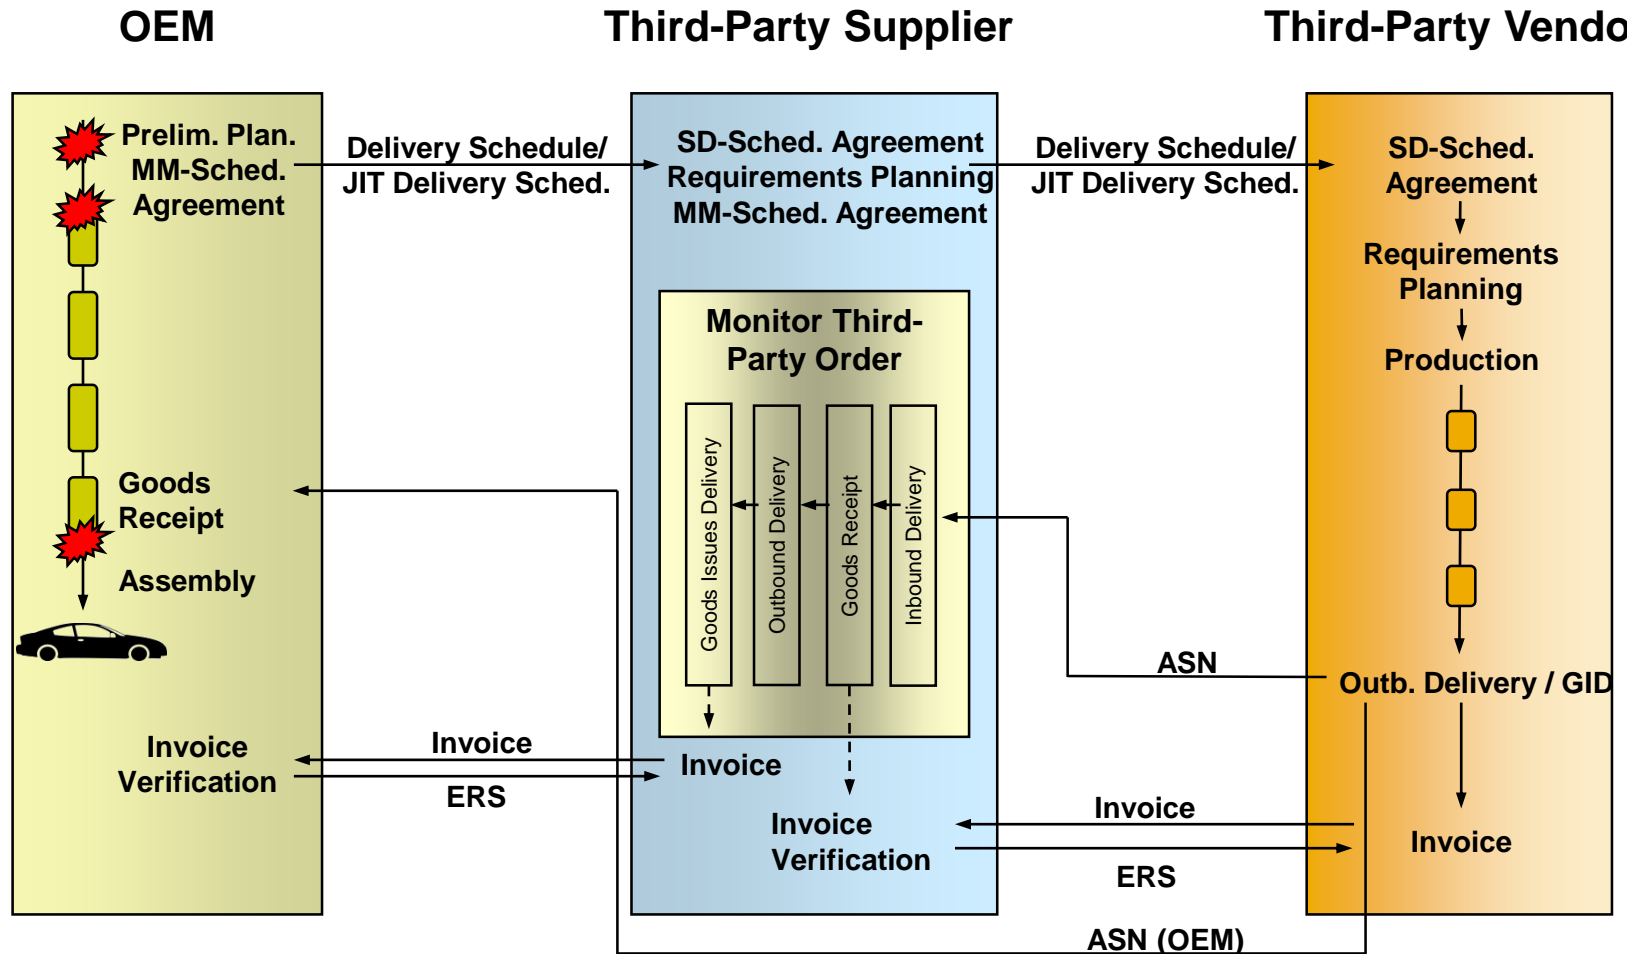 OEM
Third-Party Supplier
Third-Party Vendo
Prelim. Plan.
MM-Sched.
Agreement
Delivery Schedule/
JIT Delivery Sched.
SD-Sched. Agreement
Requirements Planning
MM-Sched. Agreement
Delivery Schedule/
JIT Delivery Sched.
SD-Sched.
Agreement
Requirements
Planning
Production
Monitor Third-
Party Order
Goods Issues Delivery
Outbound Delivery
Goods Receipt
Inbound Delivery
Goods
Receipt
Assembly
ASN
Outb. Delivery / GID
Invoice
Verification
Invoice
ERS
Invoice
Invoice
Verification
Invoice
ERS
Invoice
ASN (OEM)